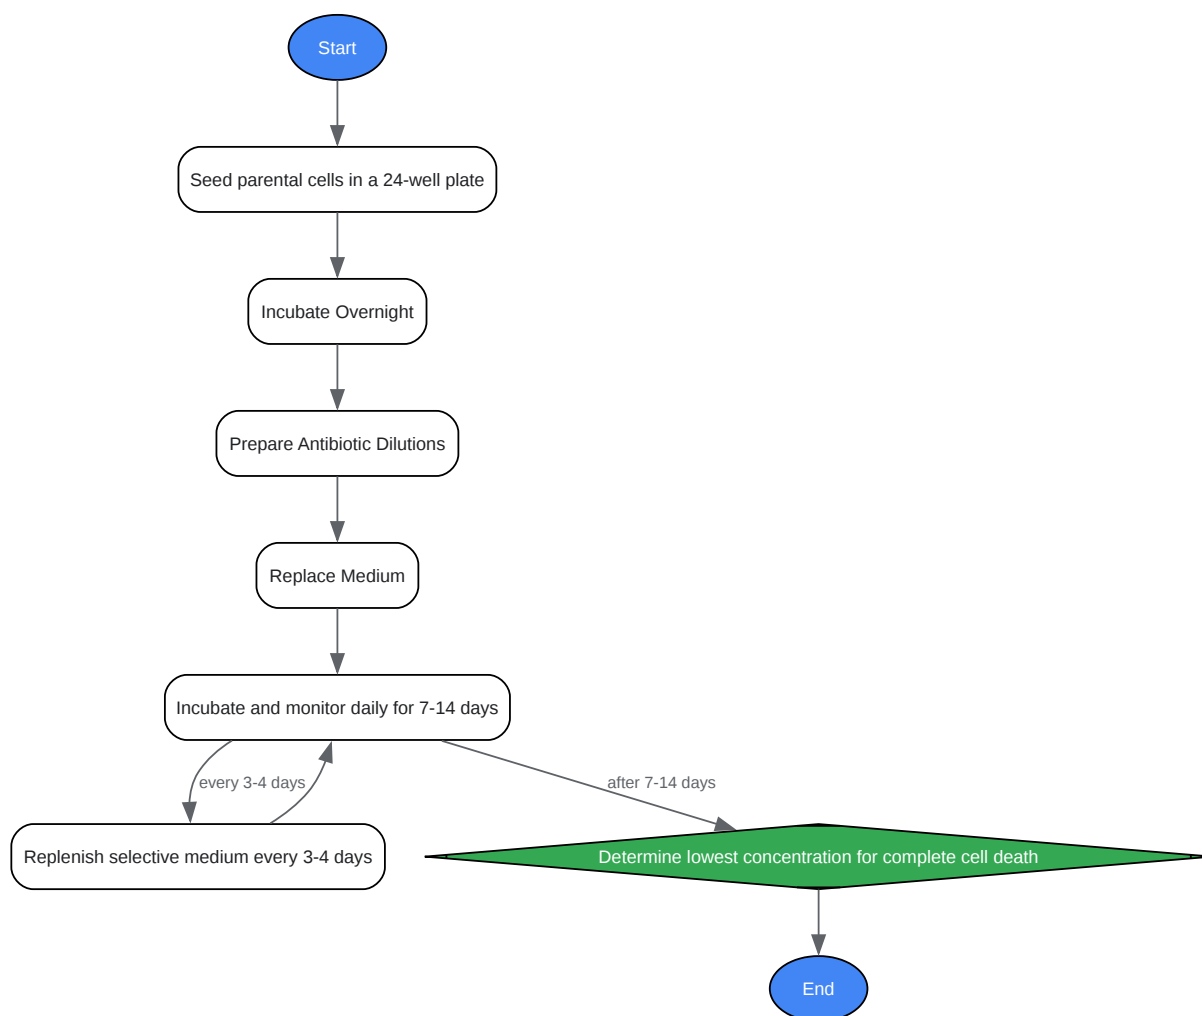 Start
Seed parental cells in a 24-well plate
Incubate Overnight
Prepare Antibiotic Dilutions
Replace Medium
Incubate and monitor daily for 7-14 days
every 3-4 days
after 7-14 days
Replenish selective medium every 3-4 days
Determine lowest concentration for complete cell death
End